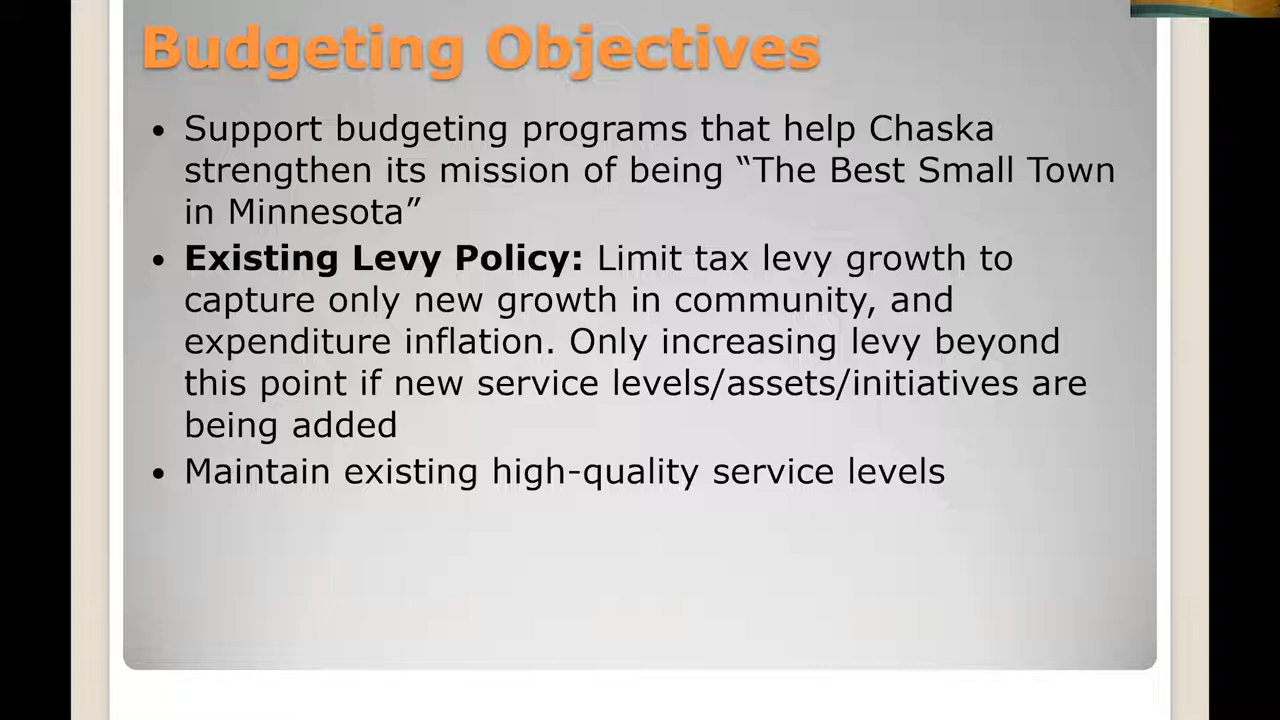 Budgeting Objectives
• Support budgeting programs that help Chaska
strengthen its mission of being “The Best Small Town
in Minnesota”
• Existing Levy Policy: Limit tax levy growth to
capture only new growth in community, and
expenditure inflation. Only increasing levy beyond
this point if new service levels/assets/initiatives are
being added
• Maintain existing high-quality service levels